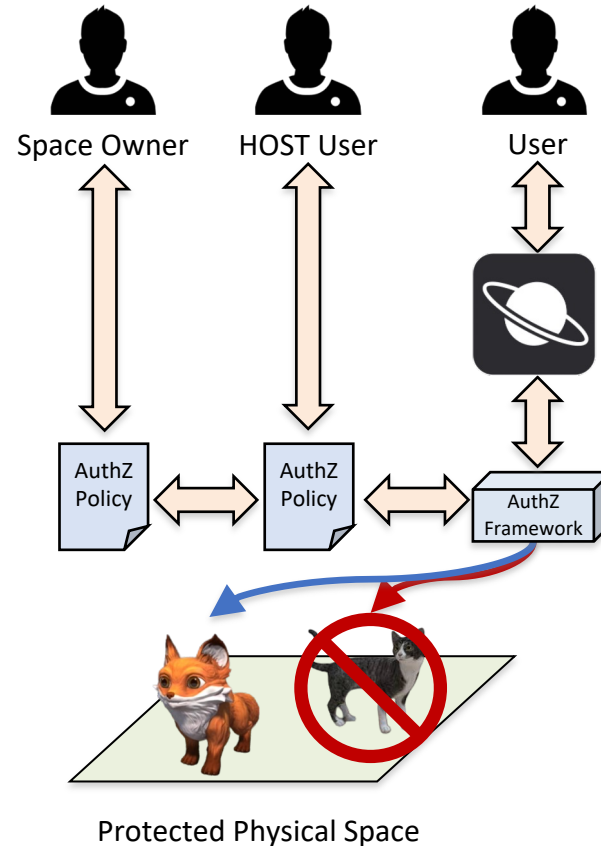 Space Owner
HOST User
User
AuthZ
Policy
AuthZ
Policy
AuthZ
Framework
Protected Physical Space